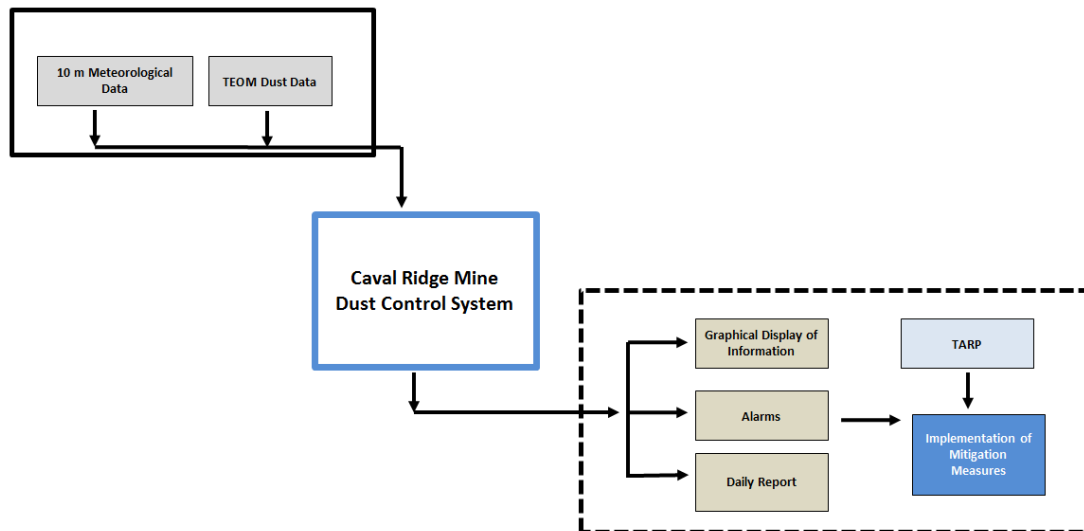 10 m Meteorological
Data
TEOM Dust Data
Caval Ridge Mine
Dust Control System
Graphical Display of
Information
TARP
Alarms
Implementation of
Mitigation
Measures
Daily Report